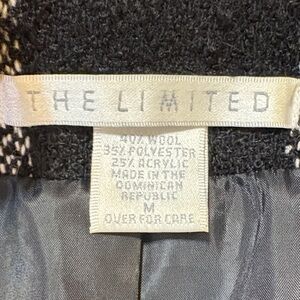 THE LIMITED
40% WOOL
35% POLYESTER
25% ACRYLIC
MADE IN THE
DOMINICAN
REPUBLIC
M
OVER FOR CARE